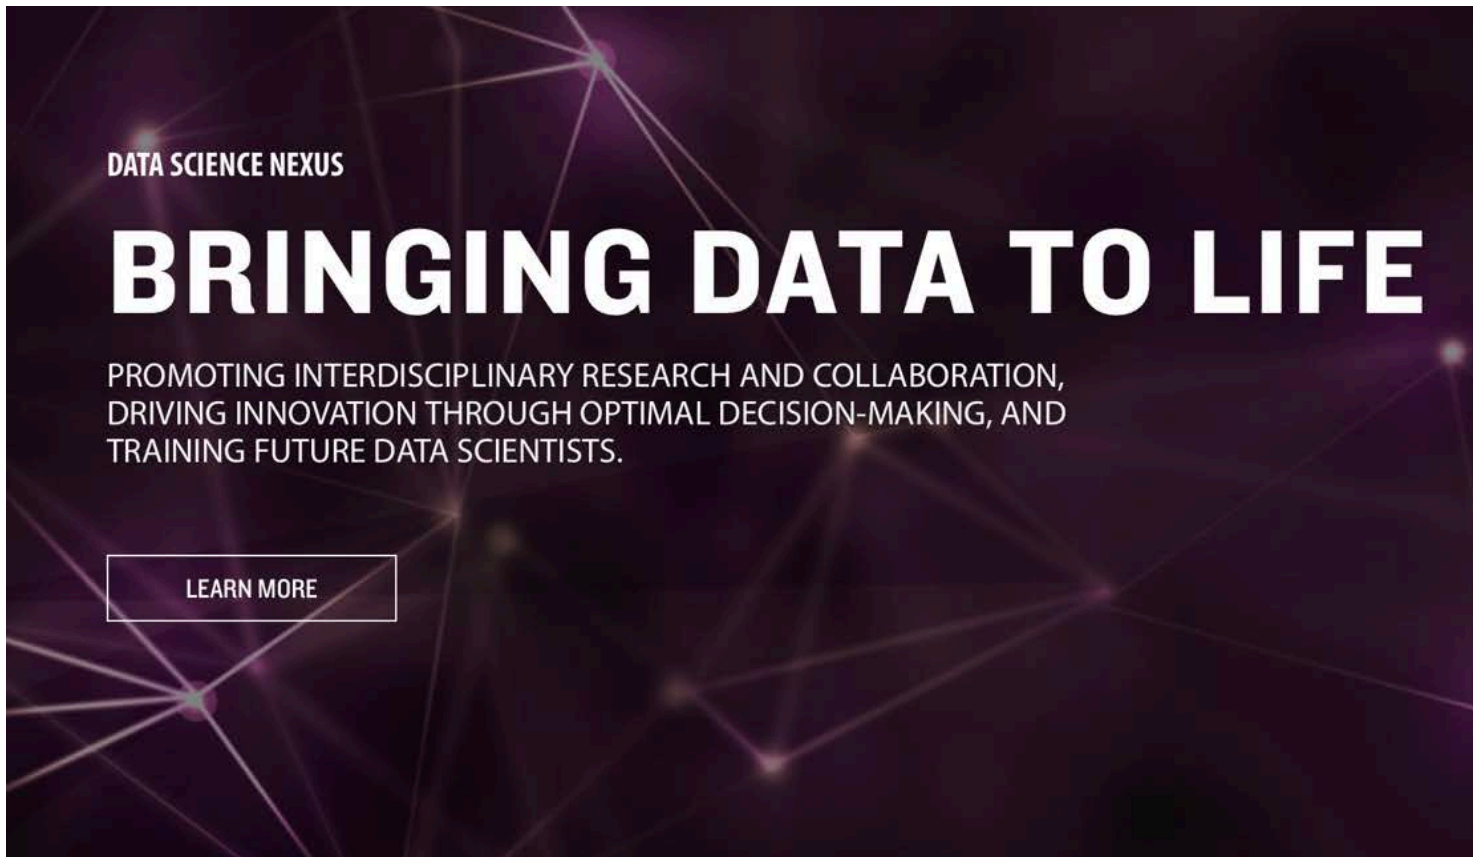 DATA SCIENCE NEXUS
BRINGING DATA TO LIFE
PROMOTING INTERDISCIPLINARY RESEARCH AND COLLABORATION,
DRIVING INNOVATION THROUGH OPTIMAL DECISION-MAKING, AND
TRAINING FUTURE DATA SCIENTISTS.
LEARN MORE